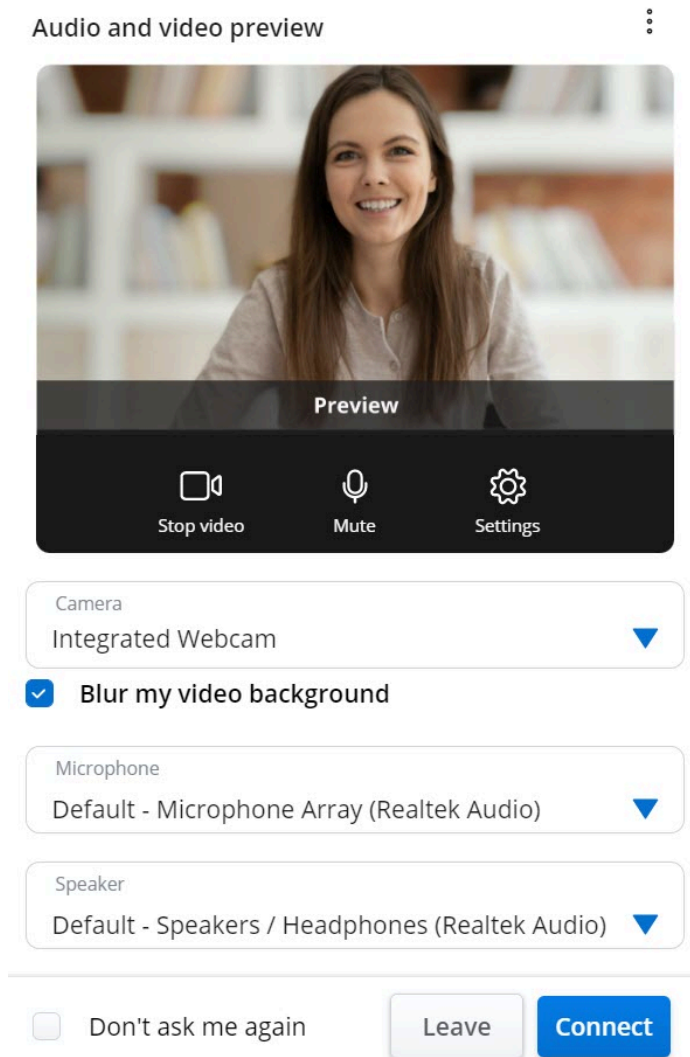 Audio and video preview
Preview
Stop video
Mute
Settings
Camera
Integrated Webcam
Blur my video background
Microphone
Default - Microphone Array (Realtek Audio)
Speaker
Default - Speakers / Headphones (Realtek Audio)
Don't ask me again
Leave
Connect